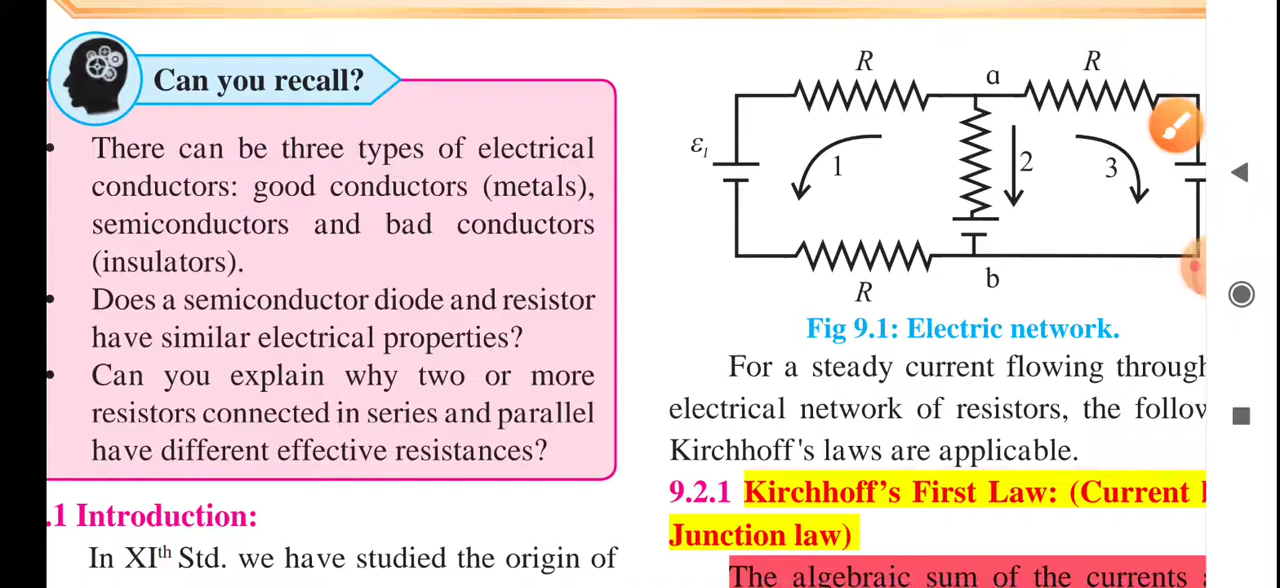 Can you recall?
There can be three types of electrical
conductors: good conductors (metals),
semiconductors and bad conductors
(insulators).
Does a semiconductor diode and resistor
have similar electrical properties?
Can you explain why two or more
resistors connected in series and parallel
have different effective resistances?
.1 Introduction:
In XIth Std. we have studied the origin of
R
a
R
ε1
1
2
3
R
b
Fig 9.1: Electric network.
For a steady current flowing through
electrical network of resistors, the follow
Kirchhoff's laws are applicable.
9.2.1 Kirchhoff's First Law: (Current
Junction law)
The algebraic sum of the currents